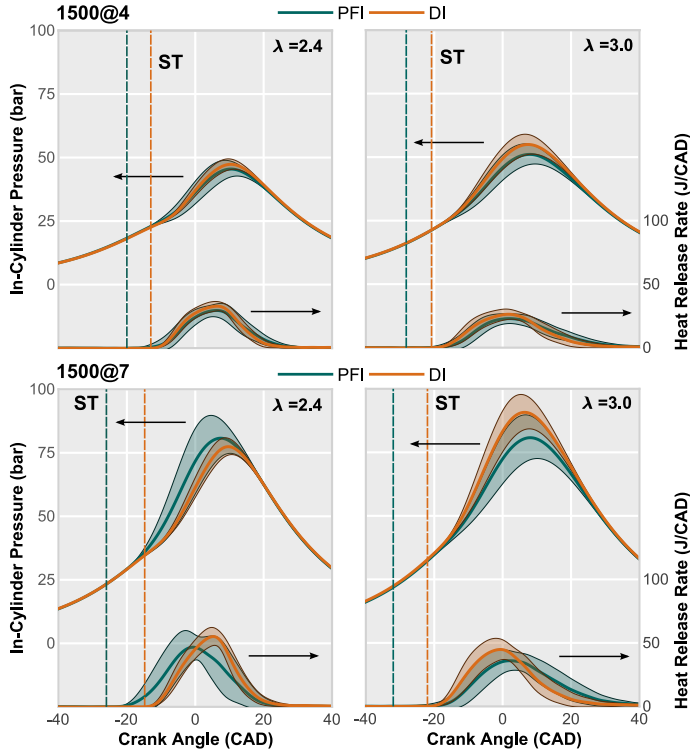 1500@4
PFI DI
100
75
50
25
0
In-Cylinder Pressure (bar)
ST
λ =2.4
λ =3.0
100
50
0
Heat Release Rate (J/CAD)
1500@7
PFI DI
100
75
50
25
0
In-Cylinder Pressure (bar)
ST
λ =2.4
ST
λ =3.0
100
50
0
Heat Release Rate (J/CAD)
-40 -20 0 20 40
-40 -20 0 20 40
Crank Angle (CAD)
Crank Angle (CAD)